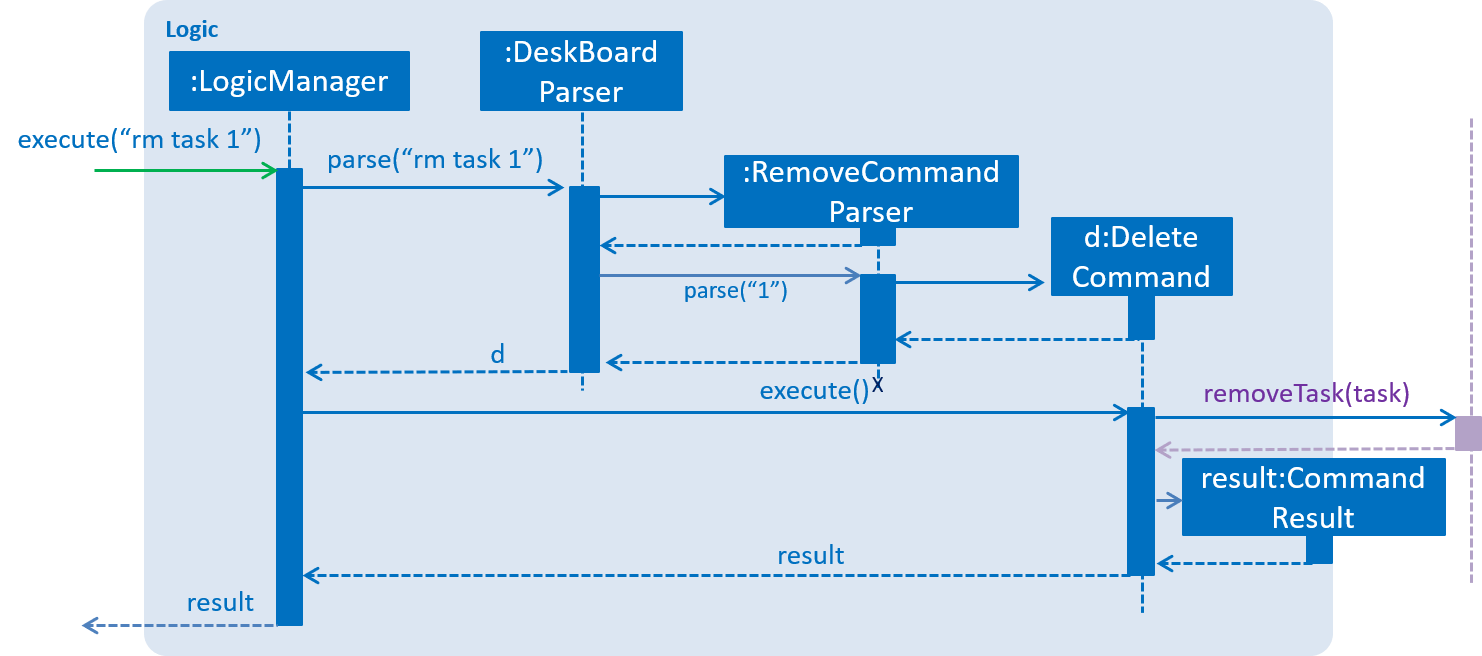 Logic
:LogicManager
:DeskBoard
Parser
execute(“rm task 1”)
parse(“rm task 1”)
:RemoveCommand
Parser
d:Delete
Command
parse(“1”)
d
execute()
X
removeTask(task)
result:Command
Result
result
result